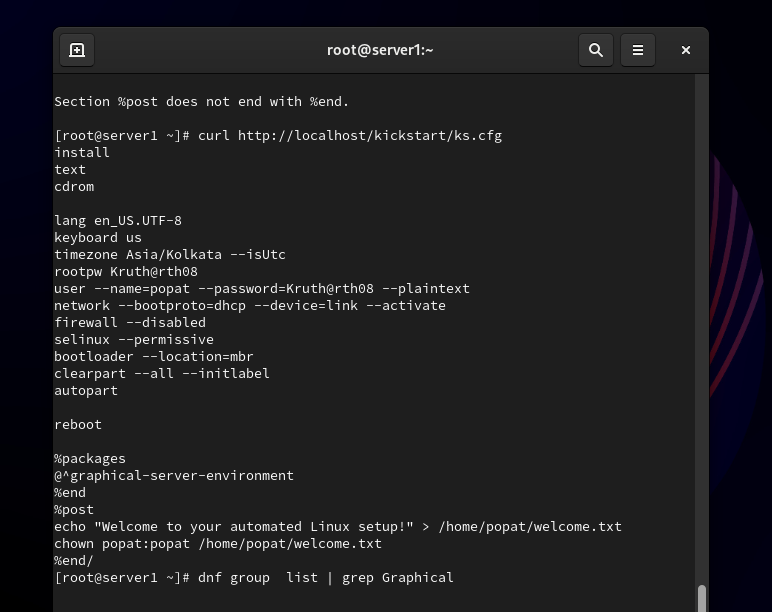 root@server1:~
Section %post does not end with %end.
[root@server1 ~]# curl http://localhost/kickstart/ks.cfg
install
text
cdrom
lang en_US.UTF-8
keyboard us
timezone Asia/Kolkata --isUtc
rootpw Kruth@rth08
user --name=popat --password=Kruth@rth08 --plaintext
network --bootproto=dhcp --device=link --activate
firewall --disabled
selinux --permissive
bootloader --location=mbr
clearpart --all --initlabel
autopart
reboot
%packages
@^graphical-server-environment
%end
%post
echo "Welcome to your automated Linux setup!" > /home/popat/welcome.txt
chown popat:popat /home/popat/welcome.txt
%end/
[root@server1 ~]# dnf group  list | grep Graphical